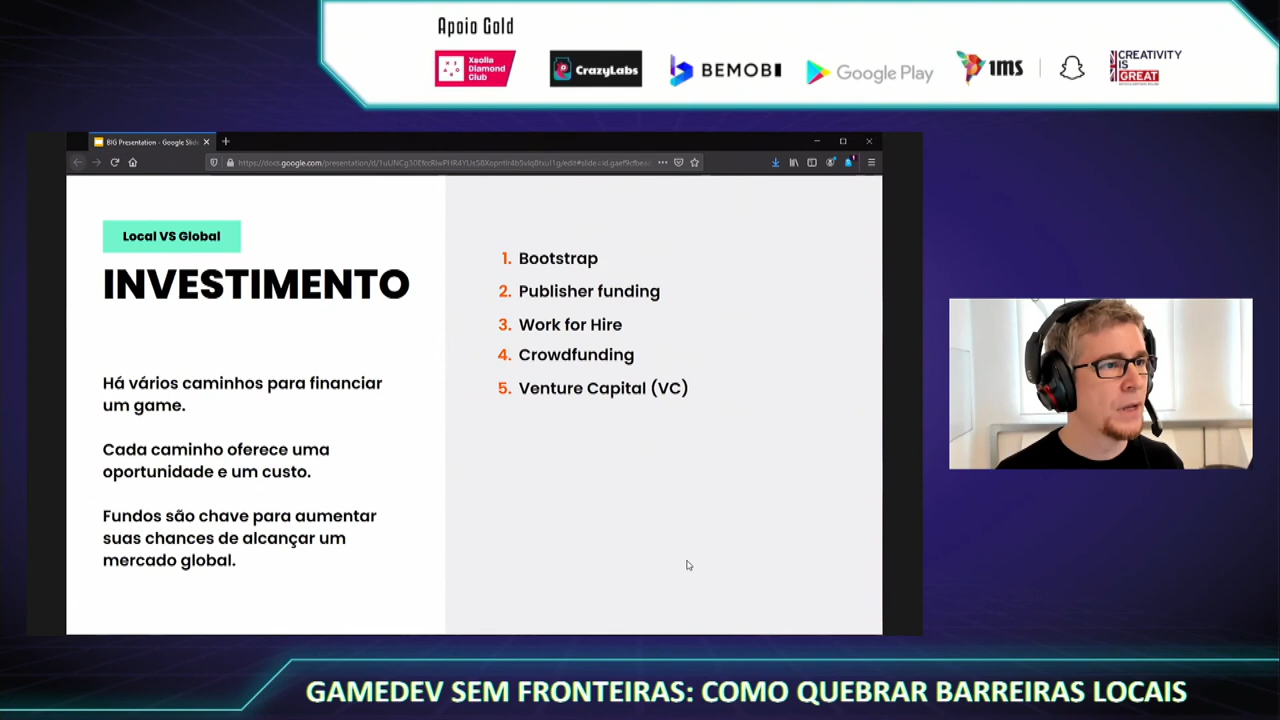 Apoio Gold
Xsolla
Diamond
Club
CrazyLabs
BEMOBI
Google Play
1MS
CREATIVITY
IS
GREAT
BIG Presentation - Google Slid
Local VS Global
INVESTIMENTO
Há vários caminhos para financiar
um game.
Cada caminho oferece uma
oportunidade e um custo.
Fundos são chave para aumentar
suas chances de alcançar um
mercado global.
1. Bootstrap
2. Publisher funding
3. Work for Hire
4. Crowdfunding
5. Venture Capital (VC)
GAMEDEV SEM FRONTEIRAS: COMO QUEBRAR BARREIRAS LOCAIS